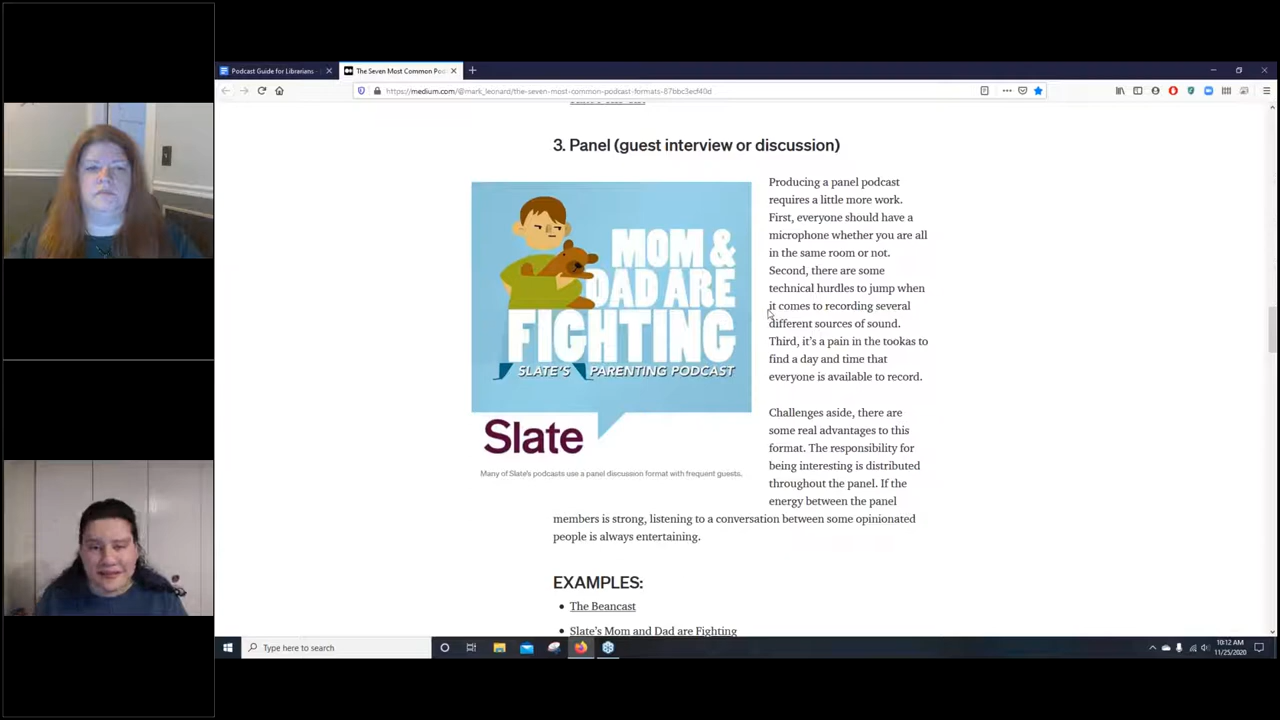 Podcast Guide for Librarians -
The Seven Most Common Pod
https://medium.com/@mark_leonard/the-seven-most-common-podcast-formats-87bbc3ecf40d
3. Panel (guest interview or discussion)
MOM &
DAD ARE
FIGHTING
SLATE'S PARENTING PODCAST
Slate
Many of Slate's podcasts use a panel discussion format with frequent guests.
Producing a panel podcast
requires a little more work.
First, everyone should have a
microphone whether you are all
in the same room or not.
Second, there are some
technical hurdles to jump when
it comes to recording several
different sources of sound.
Third, it's a pain in the tookas to
find a day and time that
everyone is available to record.
Challenges aside, there are
some real advantages to this
format. The responsibility for
being interesting is distributed
throughout the panel. If the
energy between the panel
members is strong, listening to a conversation between some opinionated
people is always entertaining.
EXAMPLES:
• The Beancast
• Slate's Mom and Dad are Fighting
Type here to search
10:12 AM
11/25/2020